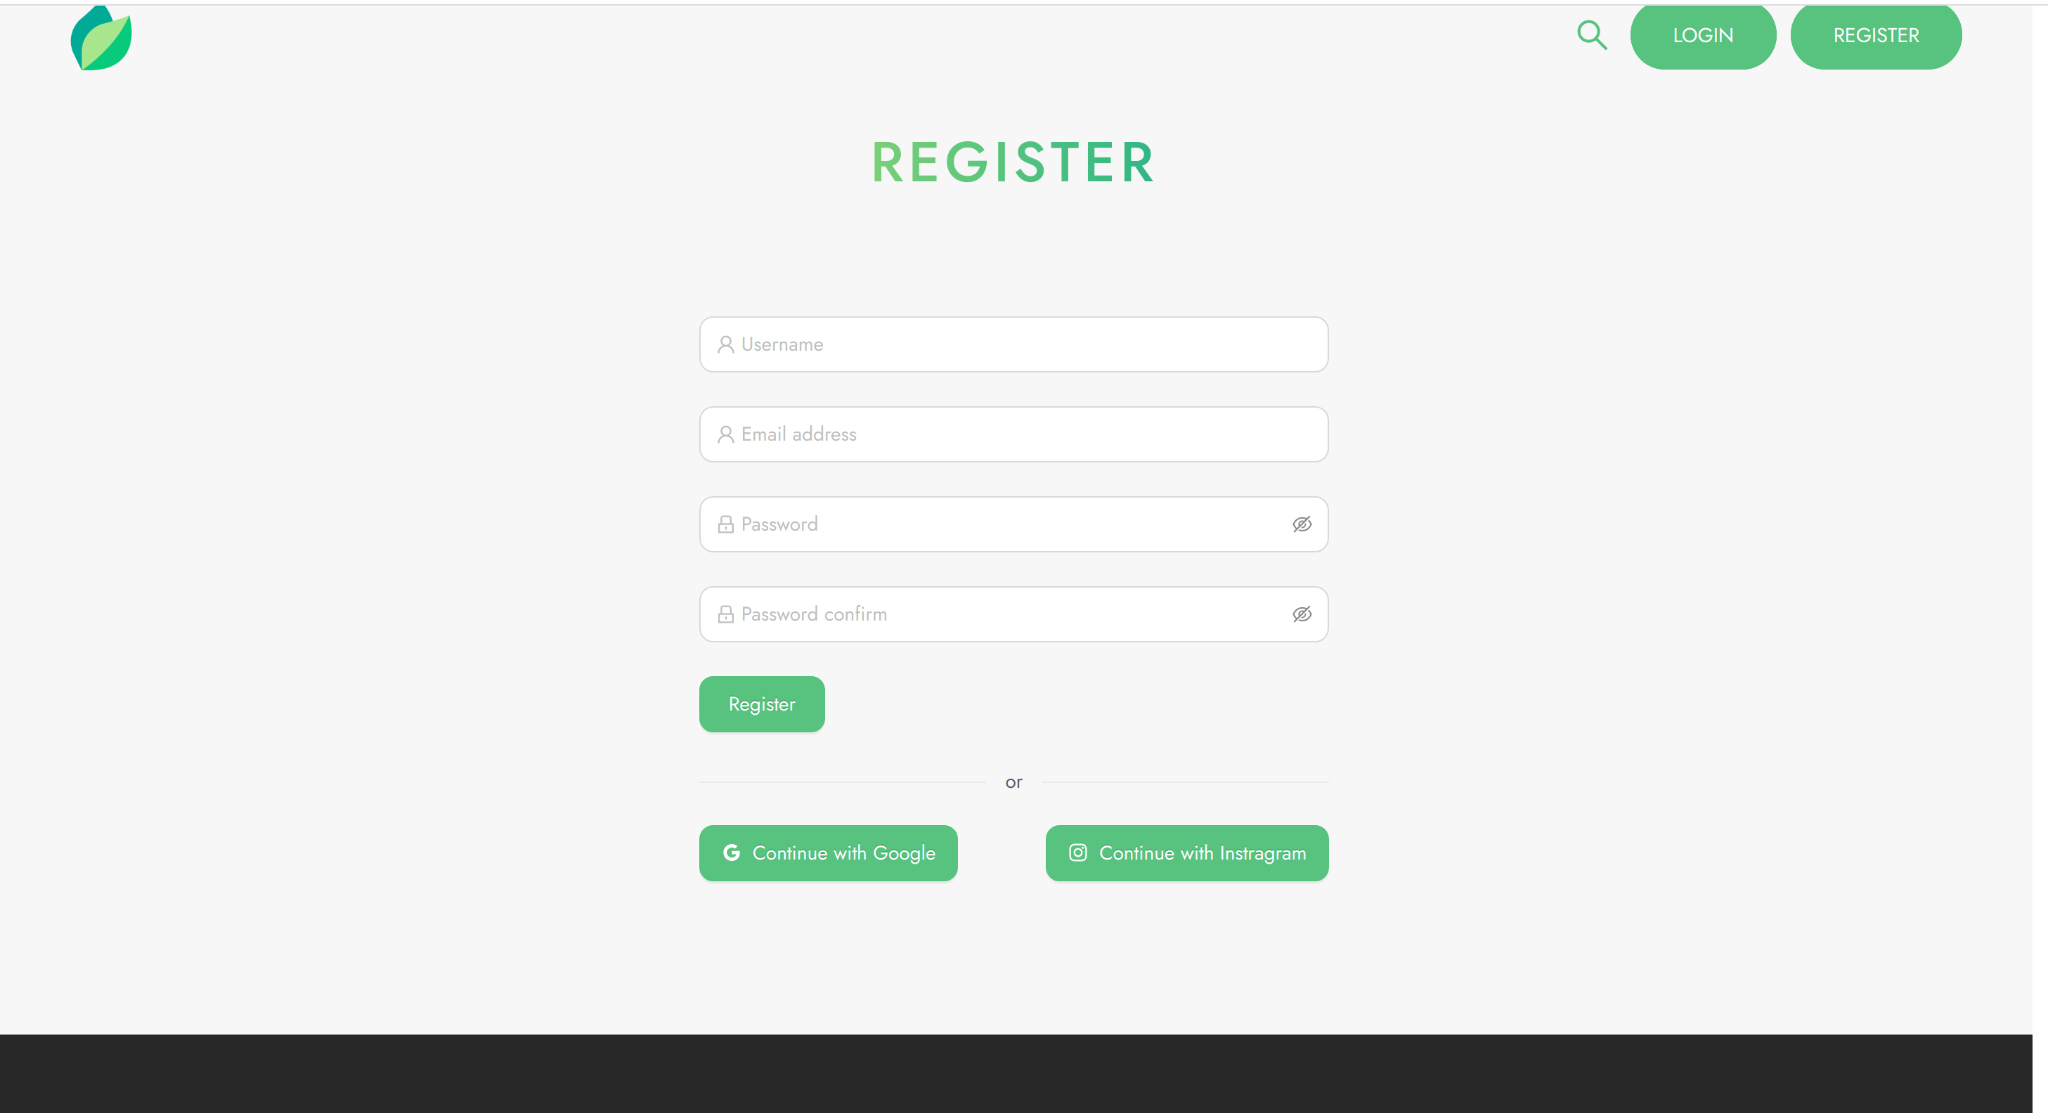 LOGIN
REGISTER
REGISTER
Username
Email address
Password
Password confirm
Register
or
Continue with Google
Continue with Instragram